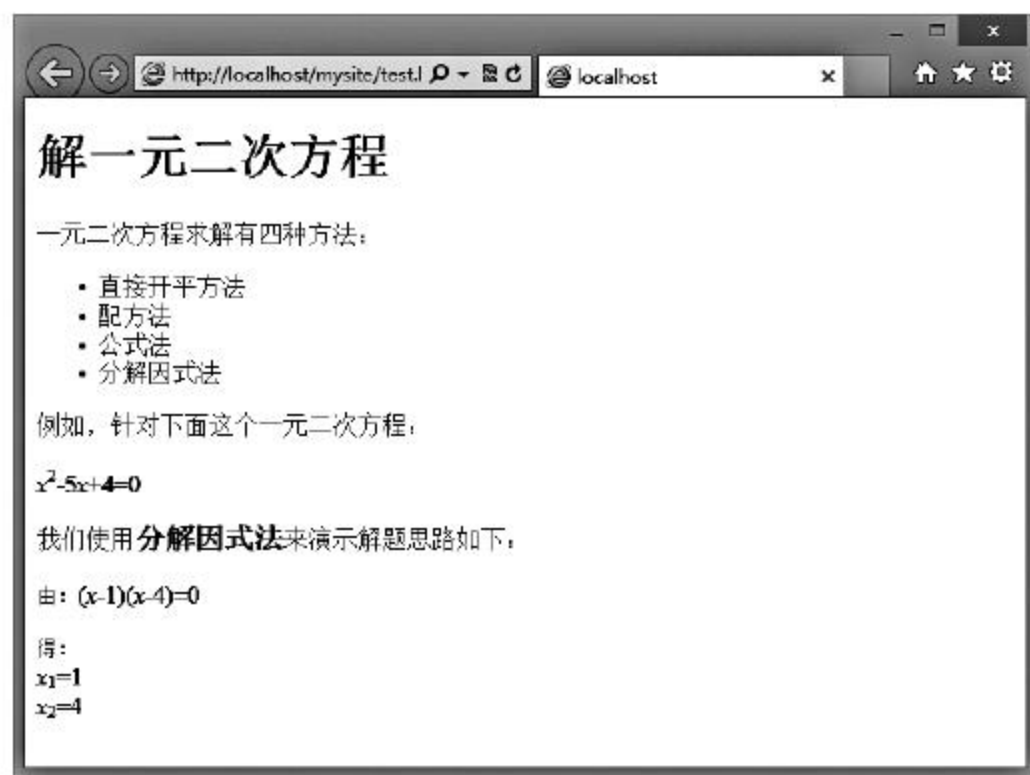 http://localhost/mysite/test.l
localhost
解一元二次方程
一元二次方程求解有四种方法：
• 直接开平方法
• 配方法
• 公式法
• 分解因式法
例如，针对下面这个一元二次方程：
x²-5x+4=0
我们使用分解因式法来演示解题思路如下：
由：(x-1)(x-4)=0
得：
x₁=1
x₂=4